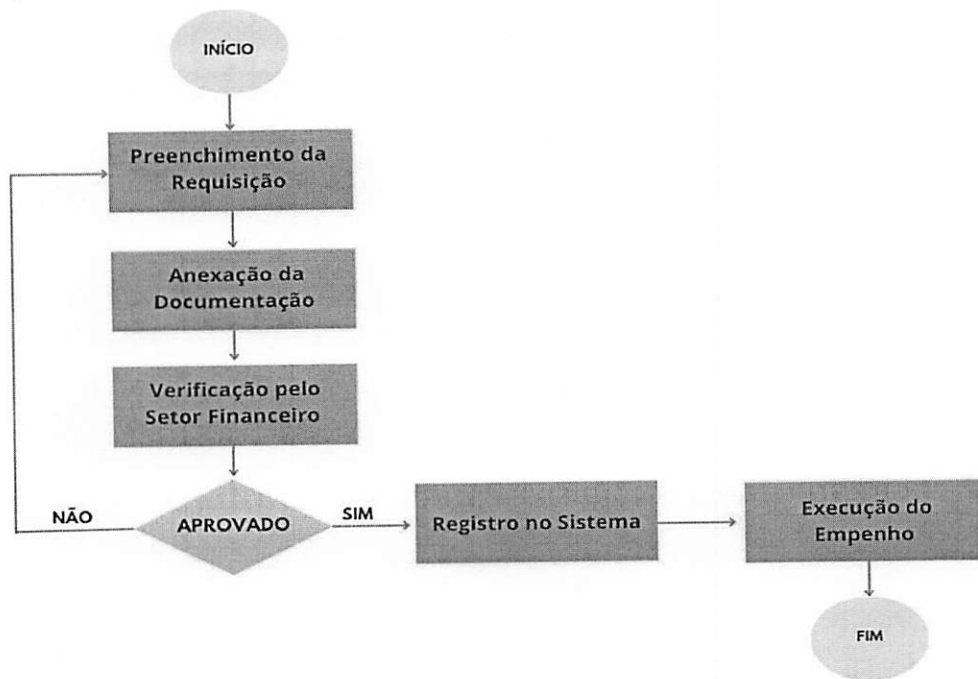 INÍCIO
Preenchimento da
Requisição
Anexação da
Documentação
Verificação pelo
Setor Financeiro
NÃO
APROVADO
SIM
Registro no Sistema
Execução do
Empenho
FIM